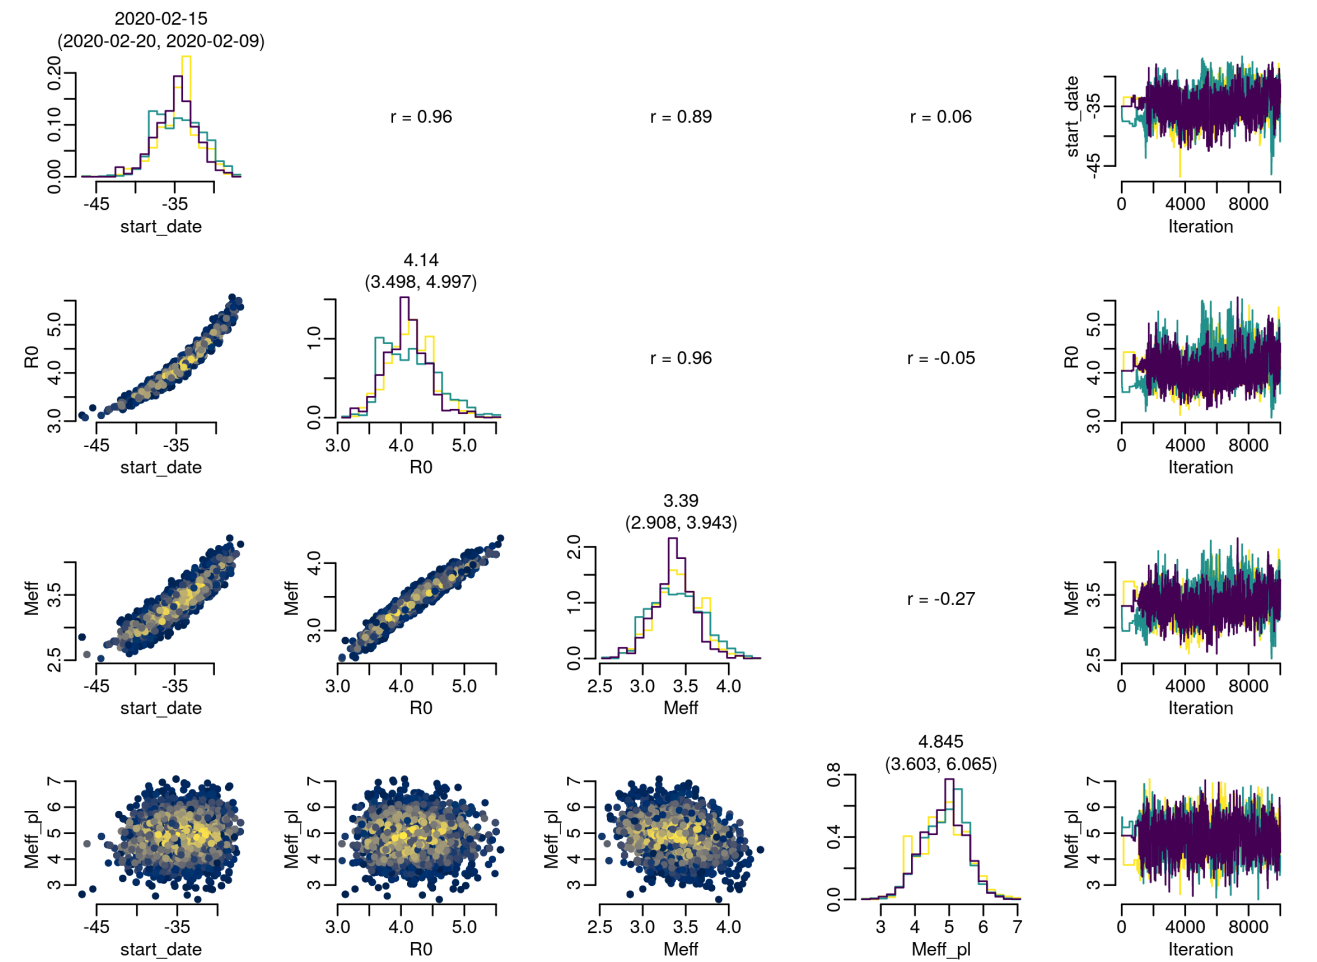 2020-02-15
(2020-02-20, 2020-02-09)
0.00 0.10 0.20
-45 -35
start_date
r = 0.96
r = 0.89
r = 0.06
start_date
-45 -35
0 4000 8000
Iteration
R0
3.0 4.0 5.0
-45 -35
start_date
4.14
(3.498, 4.997)
0.0 1.0
3.0 4.0 5.0
R0
r = 0.96
r = -0.05
R0
3.0 4.0 5.0
0 4000 8000
Iteration
Meff
2.5 3.5
-45 -35
start_date
Meff
3.0 4.0
3.0 4.0 5.0
R0
3.39
(2.908, 3.943)
0.0 1.0 2.0
2.5 3.0 3.5 4.0
Meff
r = -0.27
Meff
2.5 3.5
0 4000 8000
Iteration
Meff_pl
3 4 5 6 7
-45 -35
start_date
Meff_pl
3 4 5 6 7
3.0 4.0 5.0
R0
Meff_pl
3 4 5 6 7
2.5 3.0 3.5 4.0
Meff
4.845
(3.603, 6.065)
0.0 0.4 0.8
3 4 5 6 7
Meff_pl
Meff_pl
3 4 5 6 7
0 4000 8000
Iteration